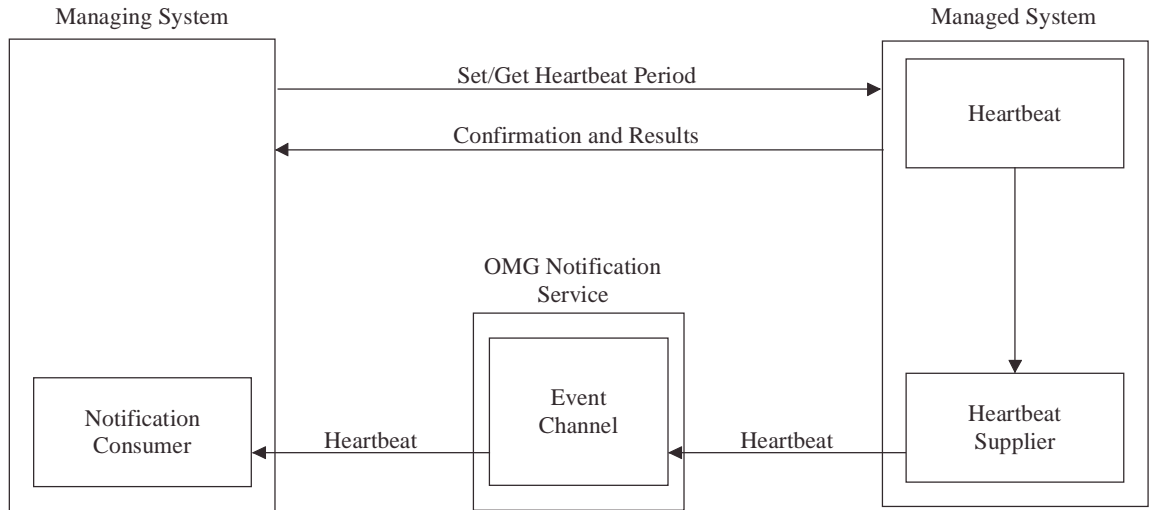 Managing System
Managed System
Set/Get Heartbeat Period
Heartbeat
Confirmation and Results
OMG Notification
Service
Event
Channel
Notification
Consumer
Heartbeat
Heartbeat
Heartbeat
Supplier